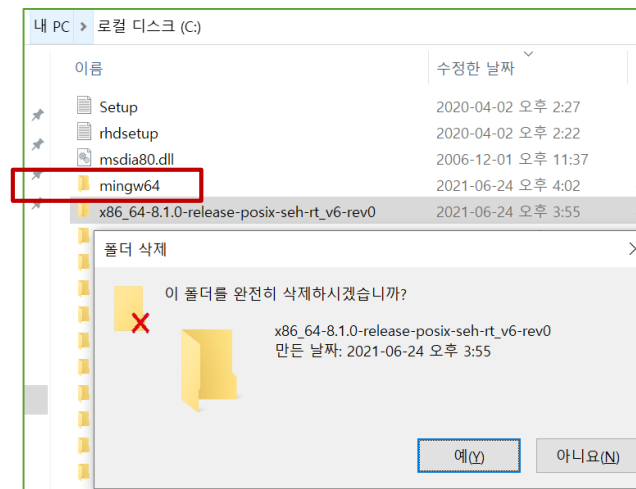 내 PC > 로컬 디스크 (C:)
이름 수정한 날짜
Setup 2020-04-02 오후 2:27
rhdsetup 2020-04-02 오후 2:22
msdia80.dll 2006-12-01 오후 11:37
mingw64 2021-06-24 오후 4:02
x86_64-8.1.0-release-posix-seh-rt_v6-rev0 2021-06-24 오후 3:55
폴더 삭제
이 폴더를 완전히 삭제하시겠습니까?
x86_64-8.1.0-release-posix-seh-rt_v6-rev0
만든 날짜: 2021-06-24 오후 3:55
예(Y) 아니요(N)